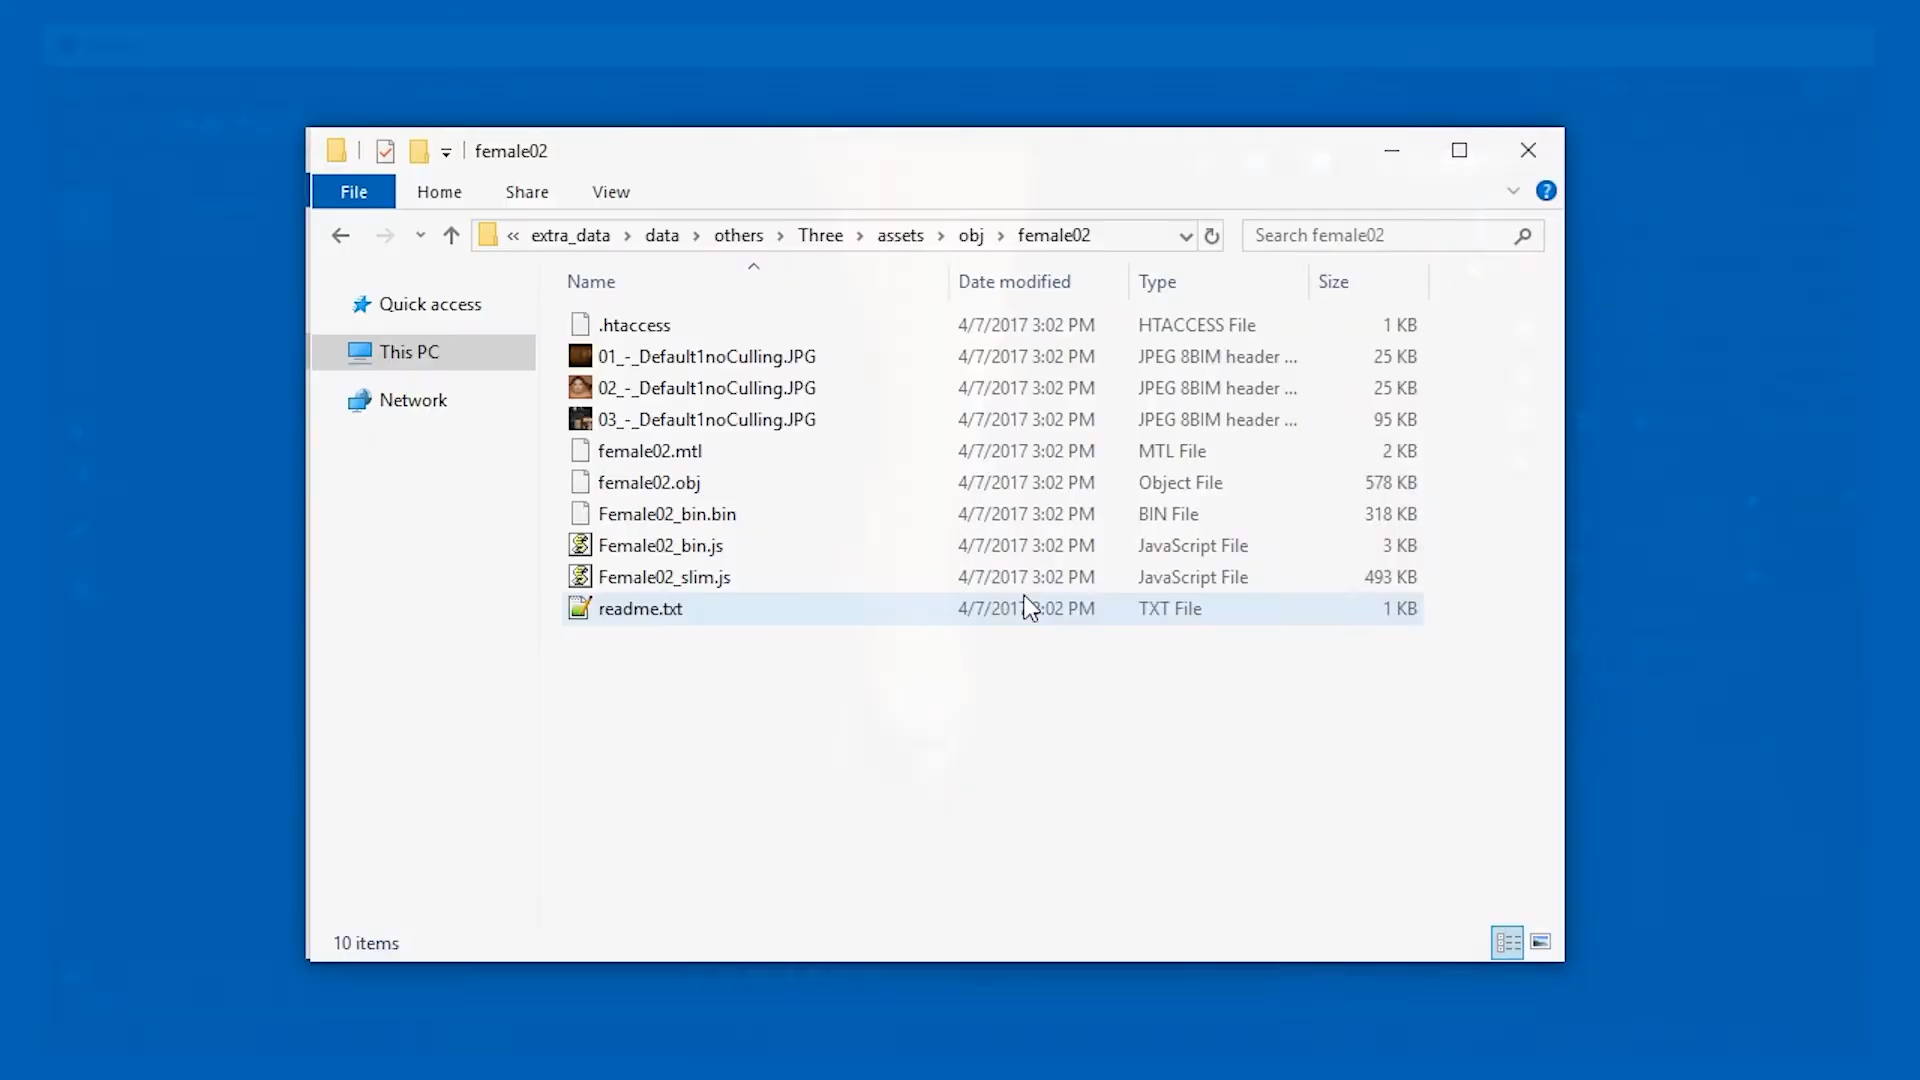 female02
File Home Share View
« extra_data › data › others › Three › assets › obj › female02 Search female02
Name Date modified Type Size
Quick access
This PC
Network
.htaccess 4/7/2017 3:02 PM HTACCESS File 1 KB
01_-_Default1noCulling.JPG 4/7/2017 3:02 PM JPEG 8BIM header ... 25 KB
02_-_Default1noCulling.JPG 4/7/2017 3:02 PM JPEG 8BIM header ... 25 KB
03_-_Default1noCulling.JPG 4/7/2017 3:02 PM JPEG 8BIM header ... 95 KB
female02.mtl 4/7/2017 3:02 PM MTL File 2 KB
female02.obj 4/7/2017 3:02 PM Object File 578 KB
Female02_bin.bin 4/7/2017 3:02 PM BIN File 318 KB
Female02_bin.js 4/7/2017 3:02 PM JavaScript File 3 KB
Female02_slim.js 4/7/2017 3:02 PM JavaScript File 493 KB
readme.txt 4/7/2017 3:02 PM TXT File 1 KB
10 items